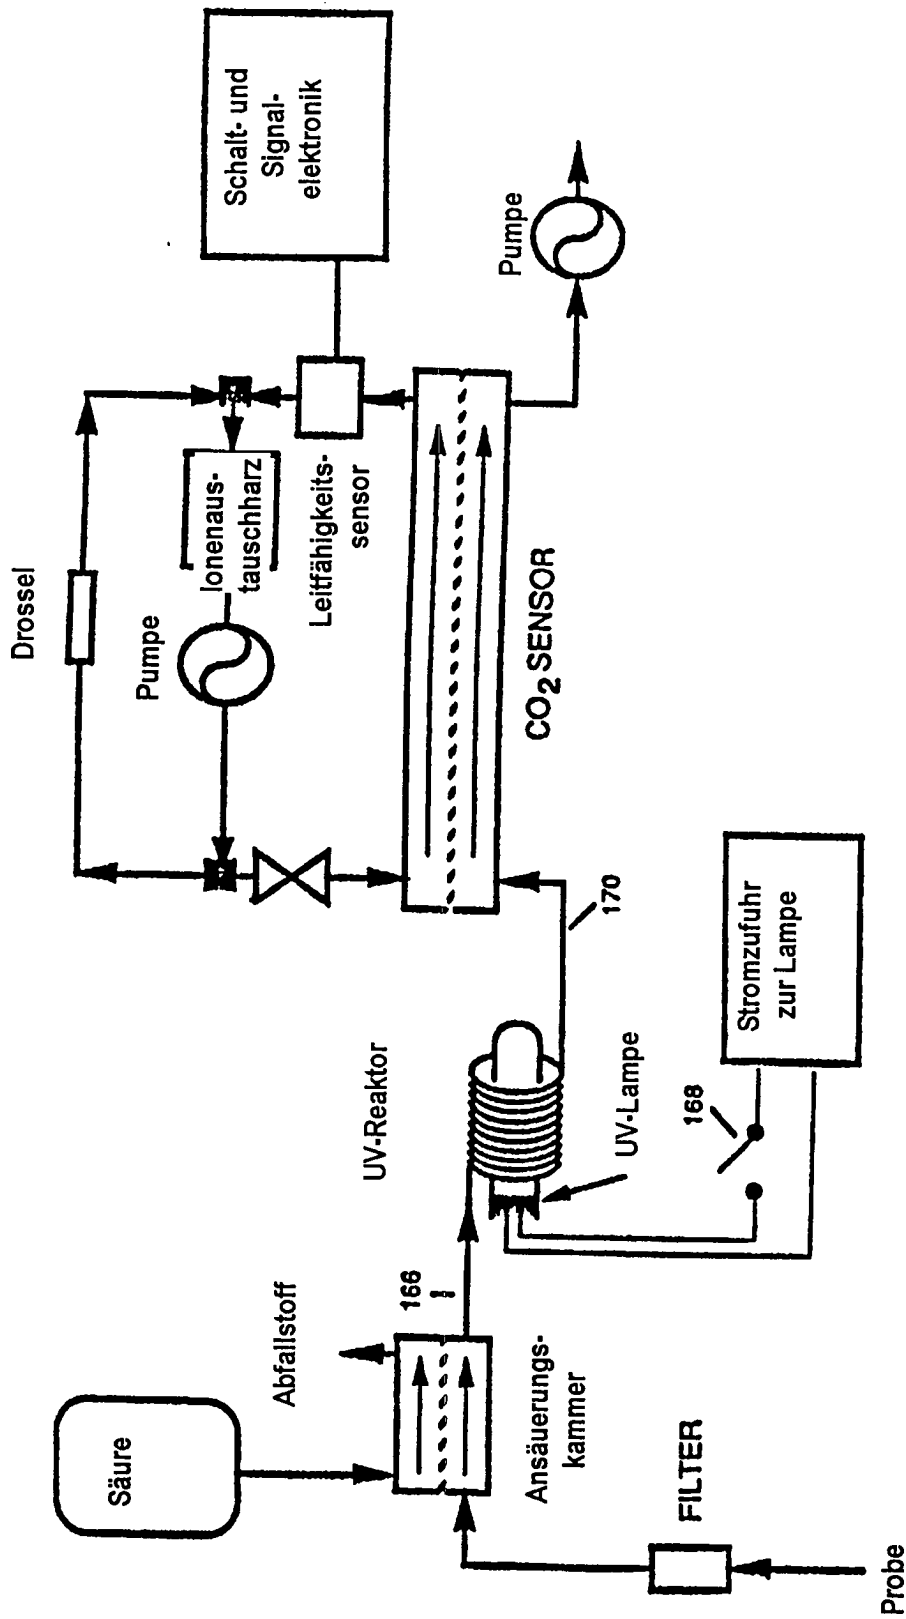 Schalt- und
Signal-
elektronik
Drossel
Pumpe
Ionenaus-
tauschharz
Leitfähigkeits-
sensor
Pumpe
CO2 SENSOR
170
UV-Reaktor
UV-Lampe
168
Stromzufuhr
zur Lampe
166
Abfallstoff
Säure
Ansäuerungs-
kammer
FILTER
Probe